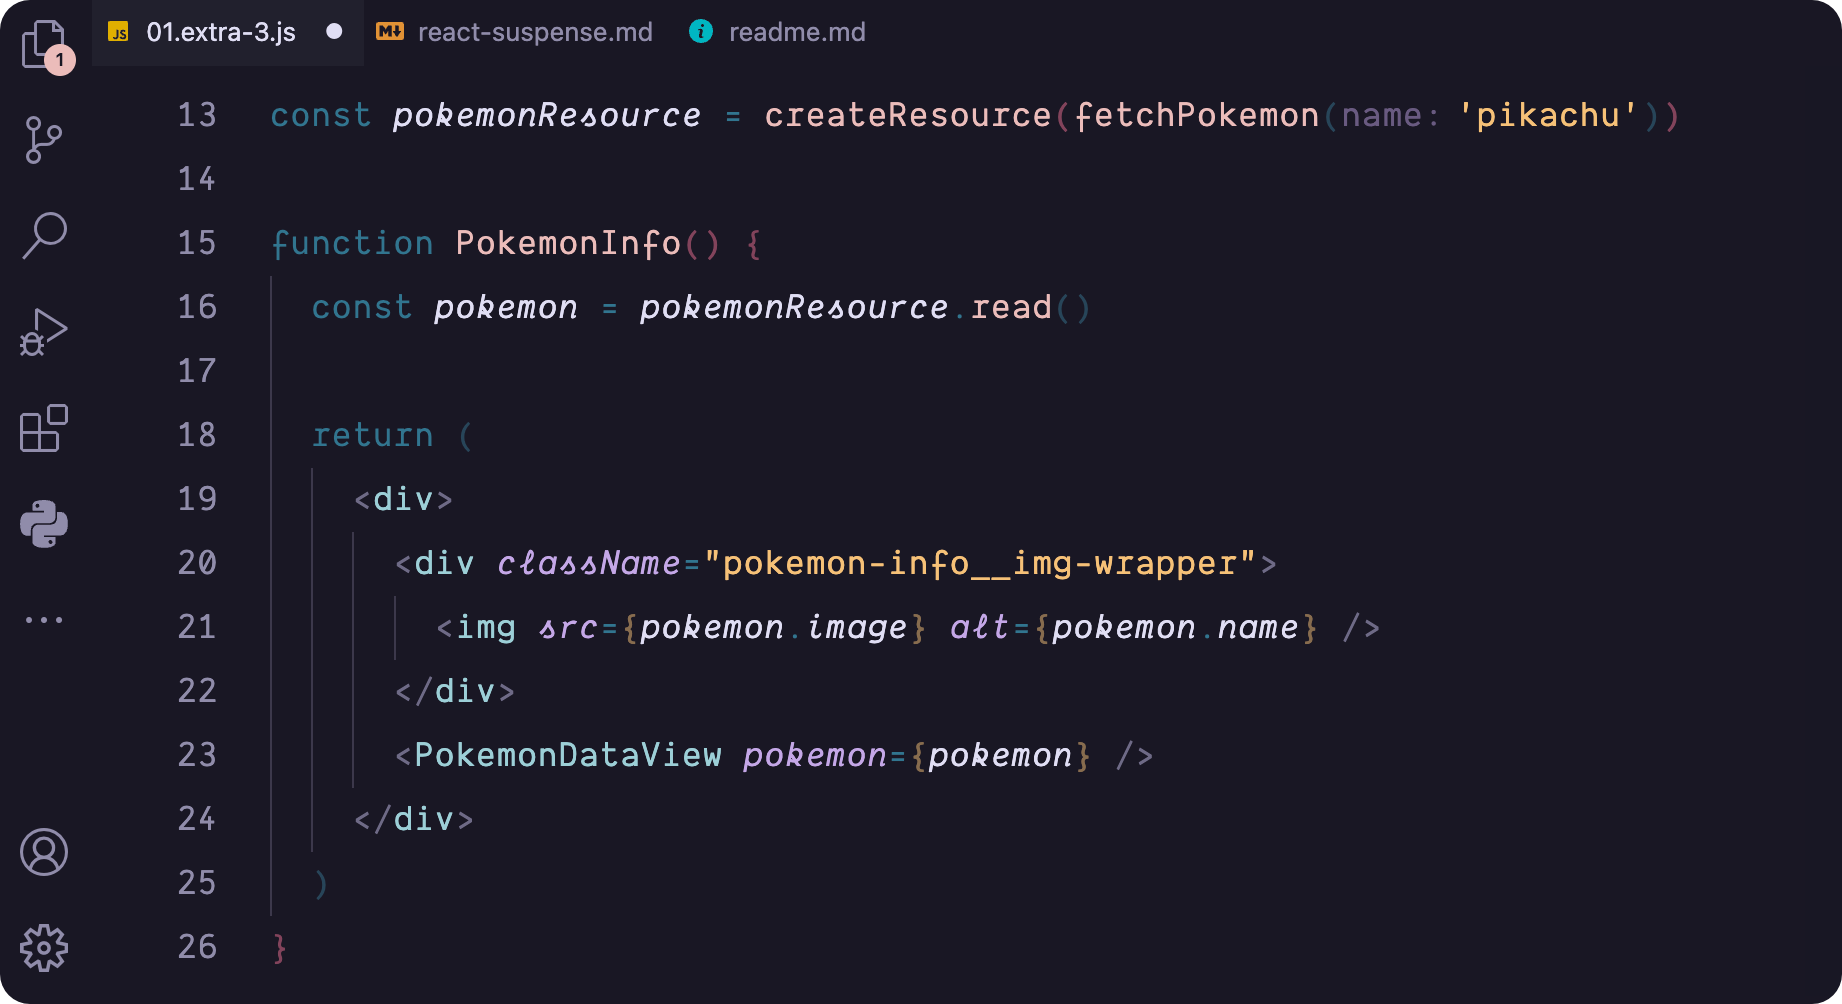 JS 01.extra-3.js M↓ react-suspense.md i readme.md
1
13 const pokemonResource = createResource(fetchPokemon(name: 'pikachu'))
14
15 function PokemonInfo() {
16 const pokemon = pokemonResource.read()
17
18 return (
19 <div>
20 <div className="pokemon-info__img-wrapper">
21 <img src={pokemon.image} alt={pokemon.name} />
22 </div>
23 <PokemonDataView pokemon={pokemon} />
24 </div>
25 )
26 }